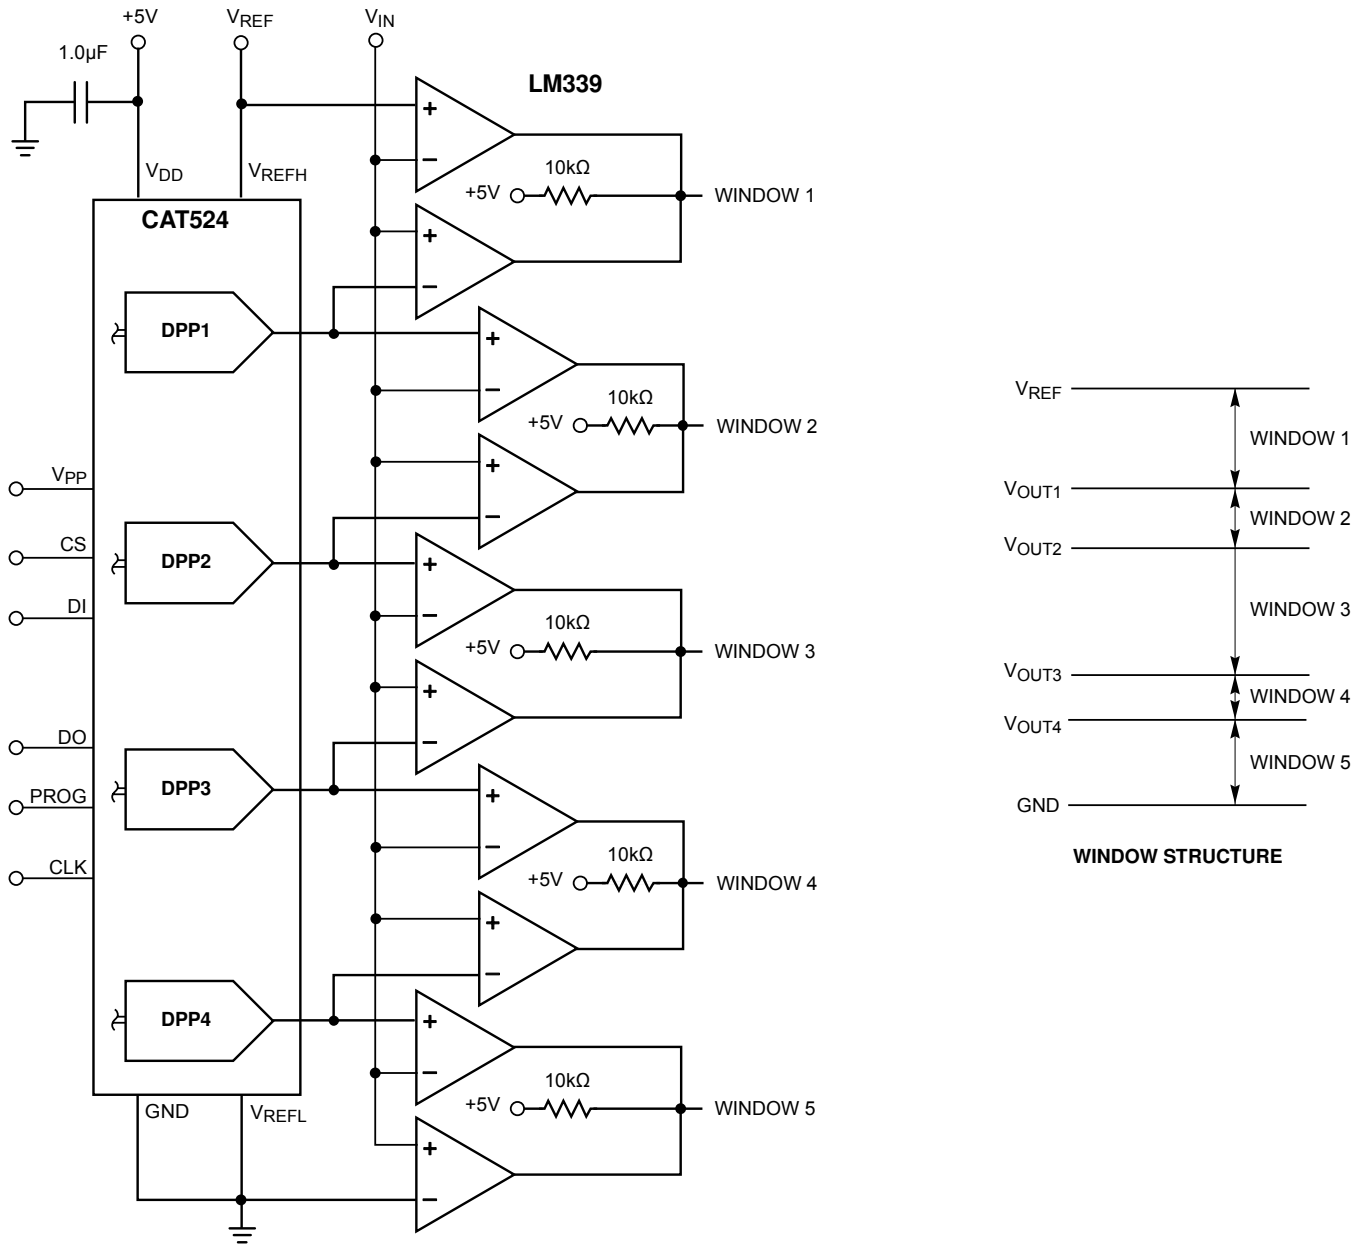 +5V
VREF
VIN
1.0µF
LM339
+
−
VDD
VREFH
10kΩ
+5V
WINDOW 1
CAT524
+
−
DPP1
+
−
10kΩ
+5V
WINDOW 2
+
−
VREF
WINDOW 1
VOUT1
WINDOW 2
VOUT2
WINDOW 3
VOUT3
WINDOW 4
VOUT4
WINDOW 5
GND
WINDOW STRUCTURE
VPP
CS
DI
DPP2
+
−
10kΩ
+5V
WINDOW 3
+
−
DO
PROG
CLK
DPP3
+
−
10kΩ
+5V
WINDOW 4
+
−
DPP4
+
−
10kΩ
+5V
WINDOW 5
GND
VREFL
+
−